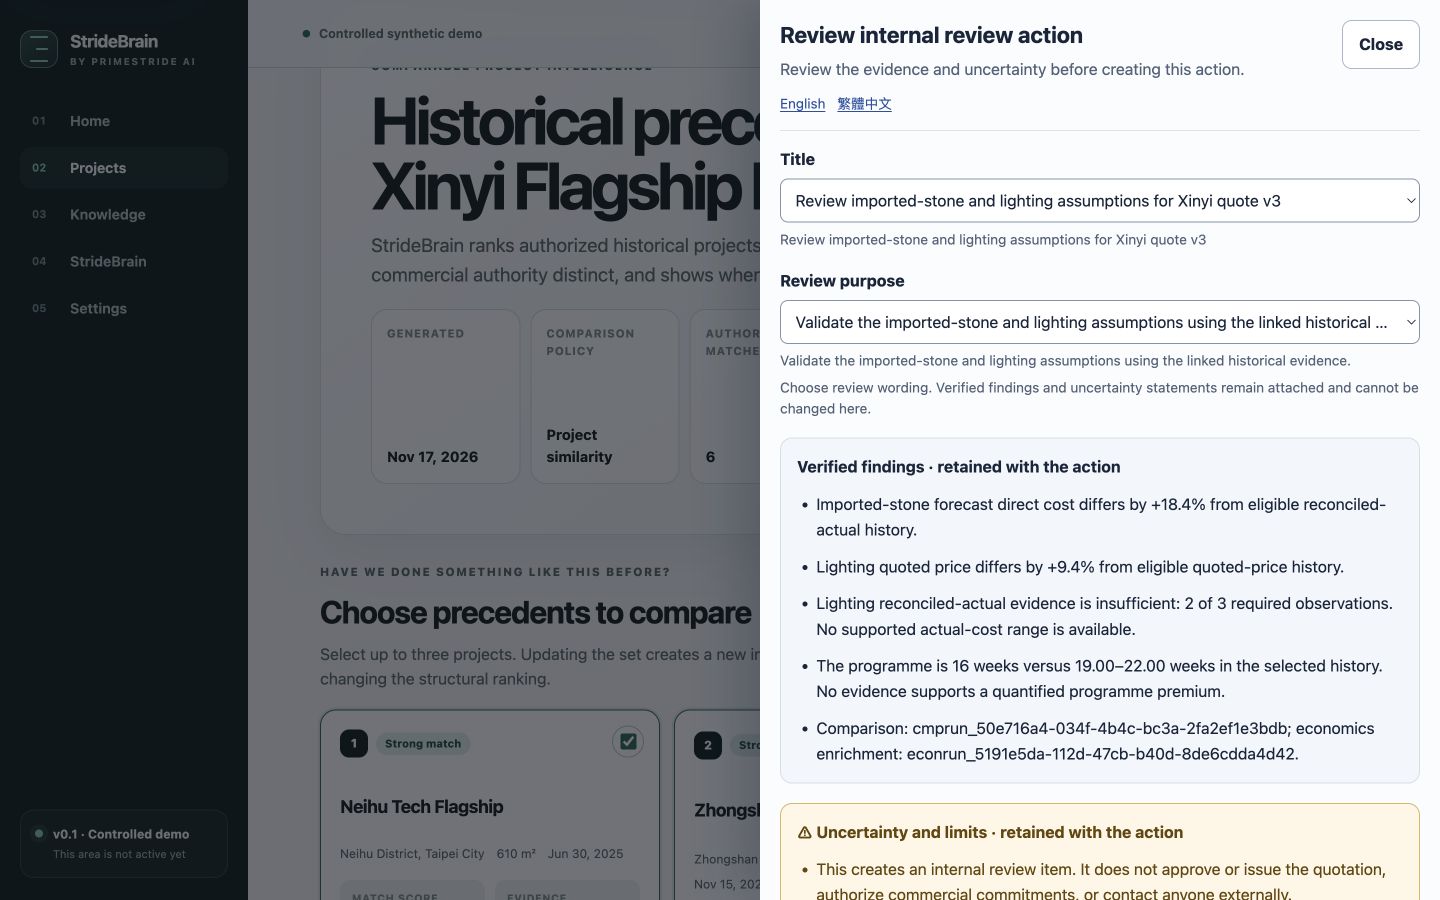 StrideBrain
BY PRIMESTRIDE AI
01 Home
02 Projects
03 Knowledge
04 StrideBrain
05 Settings
v0.1 · Controlled demo
This area is not active yet
Controlled synthetic demo
Historical prec
Xinyi Flagship
StrideBrain ranks authorized historical projects
commercial authority distinct, and shows wher
GENERATED
Nov 17, 2026
COMPARISON
POLICY
Project
similarity
AUTHOR
MATCHE
6
HAVE WE DONE SOMETHING LIKE THIS BEFORE?
Choose precedents to compare
Select up to three projects. Updating the set creates a new i
changing the structural ranking.
1 Strong match
Neihu Tech Flagship
Neihu District, Taipei City 610 m² Jun 30, 2025
MATCH SCORE
EVIDENCE
2 Stro
Zhongs
Zhongshan
Nov 15, 202
Review internal review action
Close
Review the evidence and uncertainty before creating this action.
English 繁體中文
Title
Review imported-stone and lighting assumptions for Xinyi quote v3
Review imported-stone and lighting assumptions for Xinyi quote v3
Review purpose
Validate the imported-stone and lighting assumptions using the linked historical ...
Validate the imported-stone and lighting assumptions using the linked historical evidence.
Choose review wording. Verified findings and uncertainty statements remain attached and cannot be
changed here.
Verified findings · retained with the action
• Imported-stone forecast direct cost differs by +18.4% from eligible reconciled-
actual history.
• Lighting quoted price differs by +9.4% from eligible quoted-price history.
• Lighting reconciled-actual evidence is insufficient: 2 of 3 required observations.
No supported actual-cost range is available.
• The programme is 16 weeks versus 19.00–22.00 weeks in the selected history.
No evidence supports a quantified programme premium.
• Comparison: cmprun_50e716a4-034f-4b4c-bc3a-2fa2ef1e3bdb; economics
enrichment: econrun_5191e5da-112d-47cb-b40d-8de6cdda4d42.
⚠ Uncertainty and limits · retained with the action
• This creates an internal review item. It does not approve or issue the quotation,
authorize commercial commitments, or contact anyone externally.